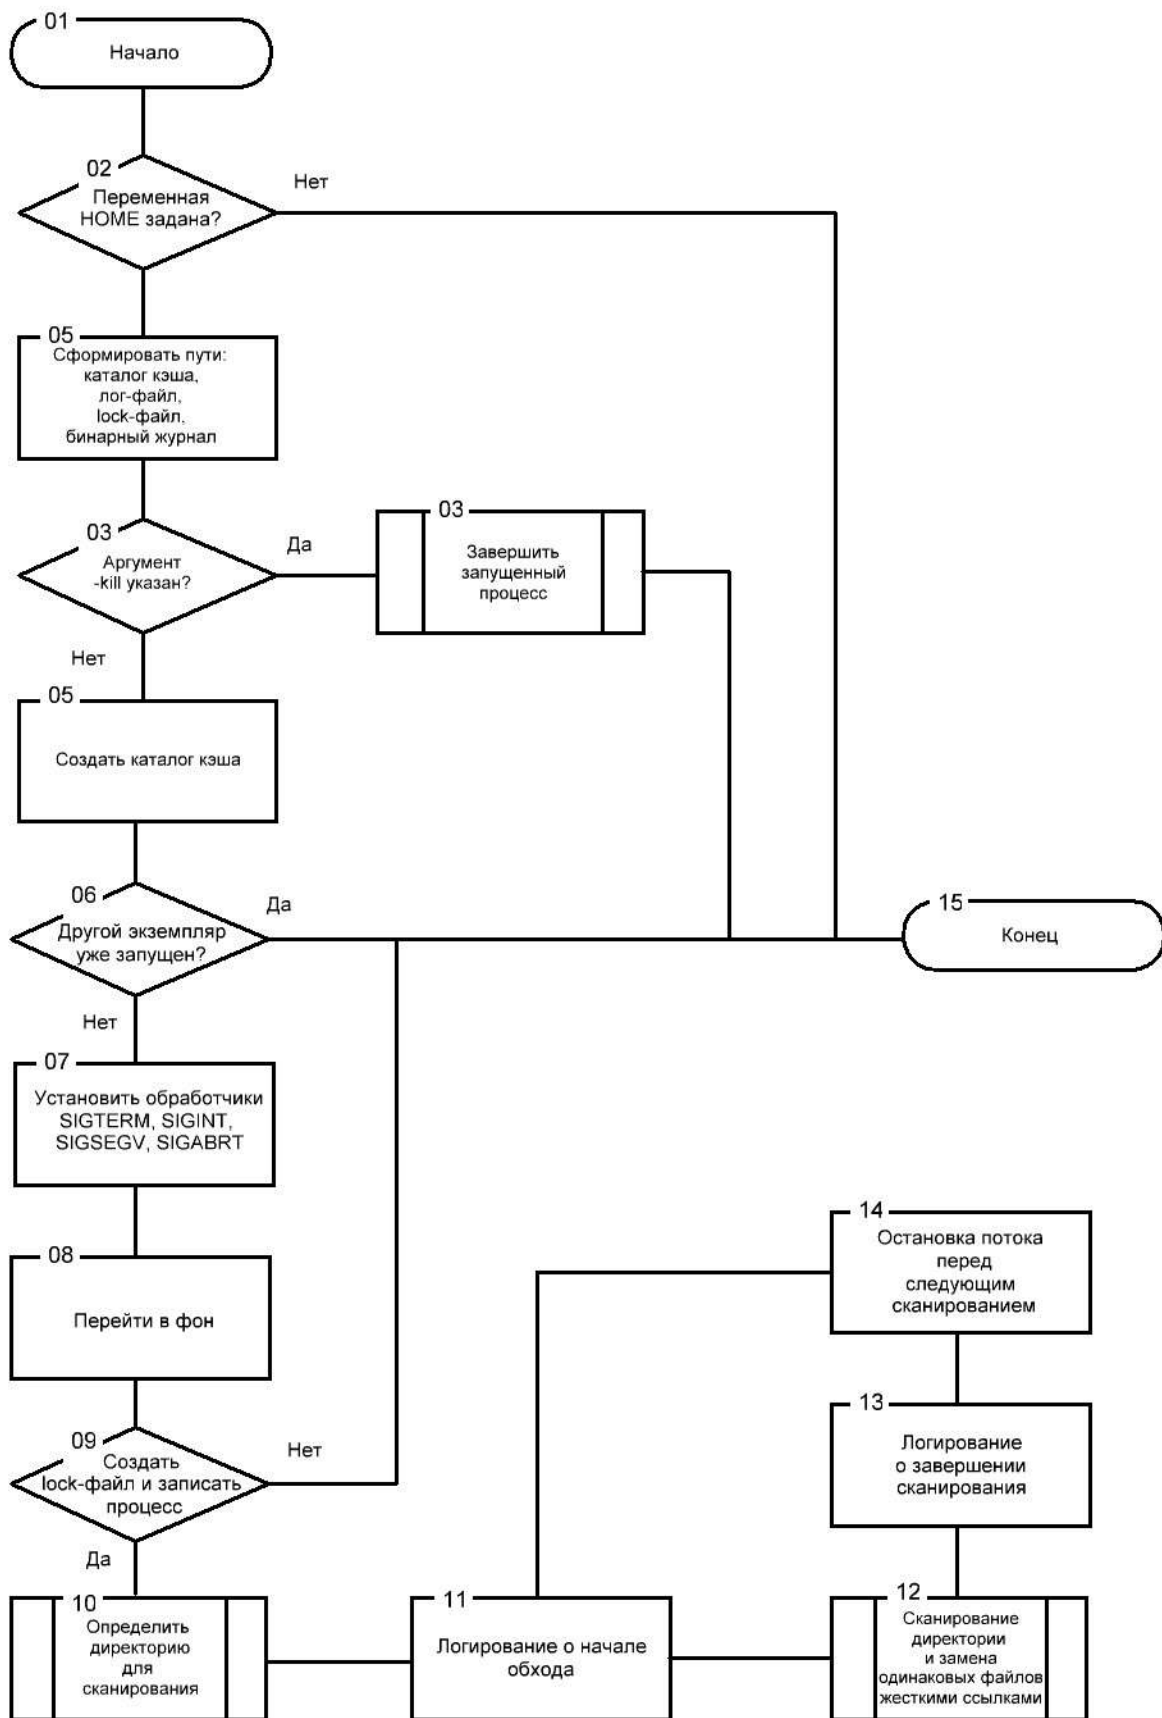 01
Начало
02
Переменная
HOME задана?
Нет
05
Сформировать пути:
каталог кэша,
лог-файл,
lock-файл,
бинарный журнал
03
Аргумент
-kill указан?
Да
Нет
03
Завершить
запущенный
процесс
05
Создать каталог кэша
06
Другой экземпляр
уже запущен?
Да
Нет
15
Конец
07
Установить обработчики
SIGTERM, SIGINT,
SIGSEGV, SIGABRT
08
Перейти в фон
09
Создать
lock-файл и записать
процесс
Нет
Да
10
Определить
директорию
для
сканирования
11
Логирование о начале
обхода
12
Сканирование
директории
и замена
одинаковых файлов
жесткими ссылками
13
Логирование
о завершении
сканирования
14
Остановка потока
перед
следующим
сканированием